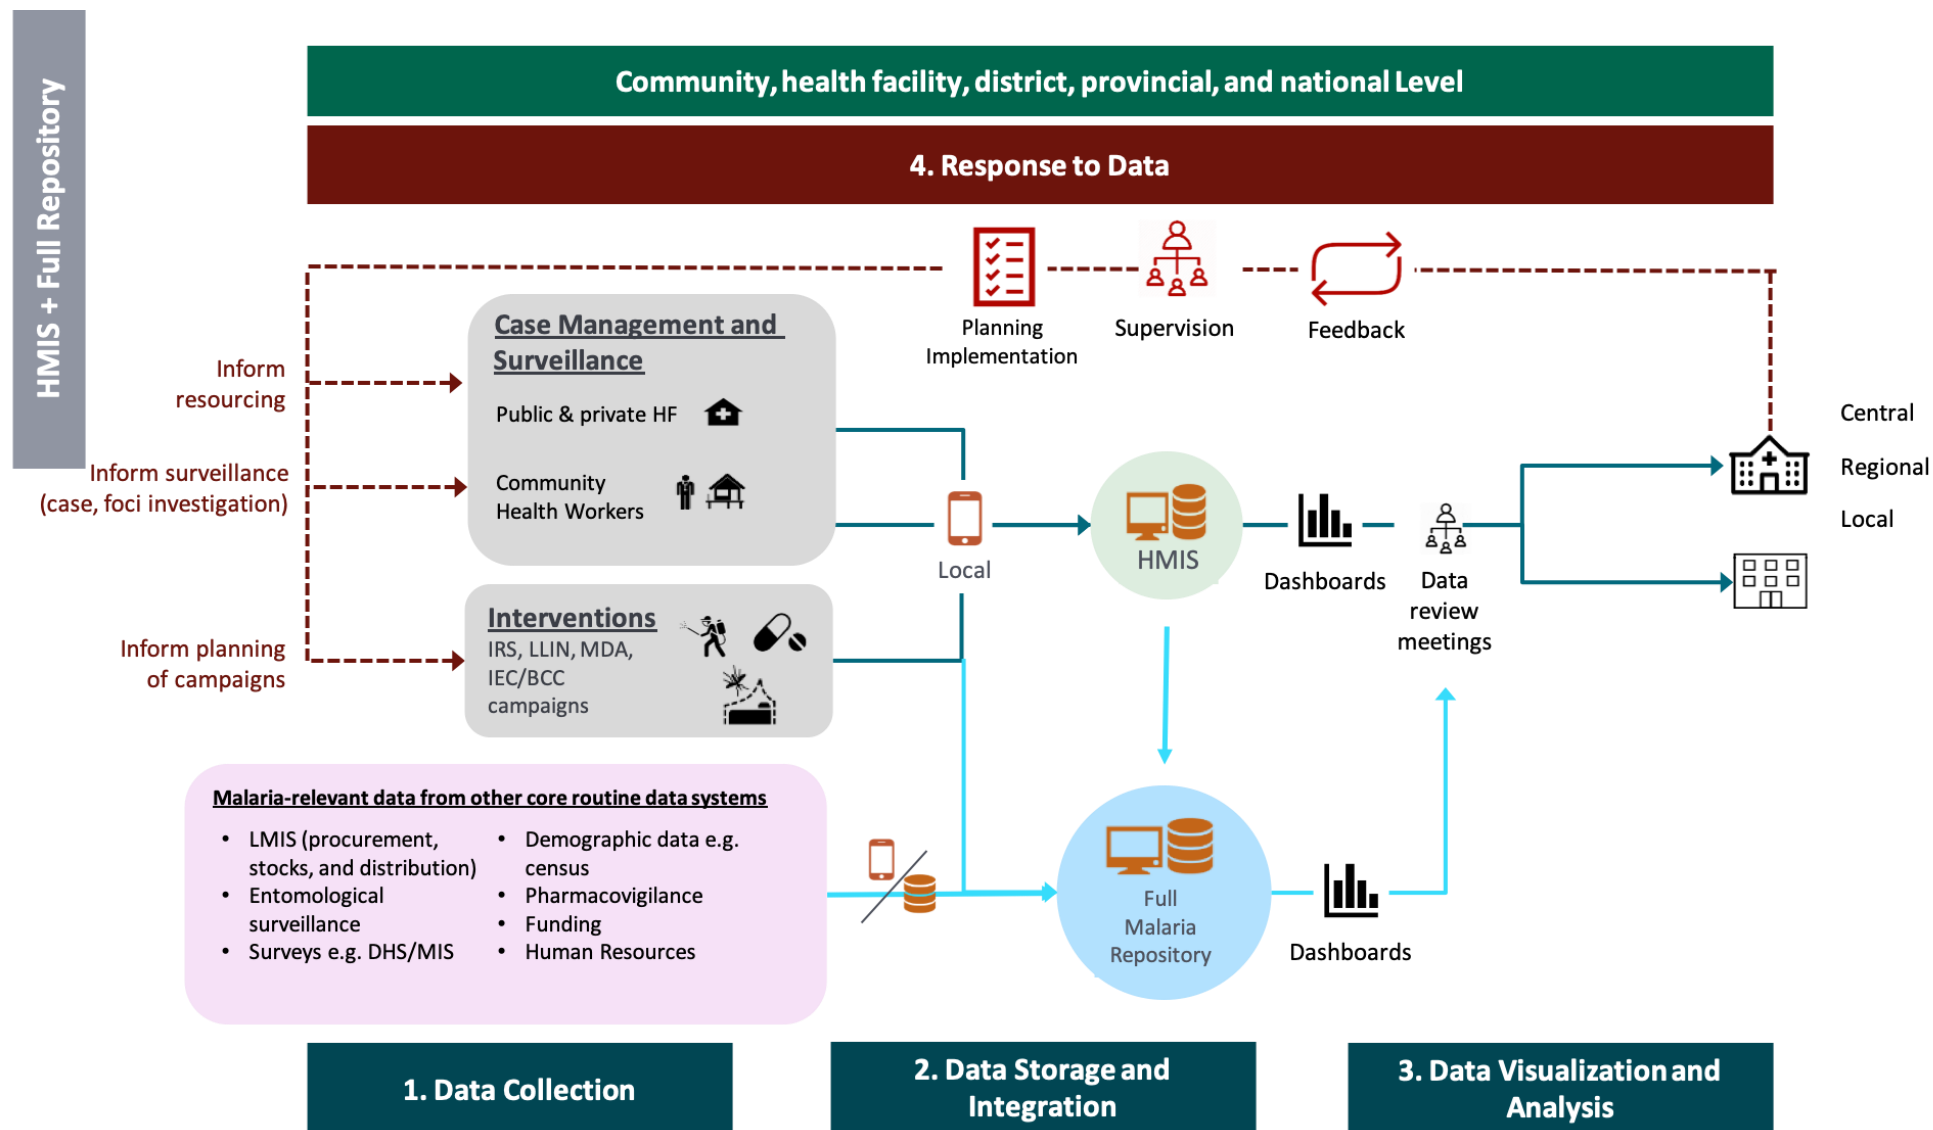 HMIS + Full Repository
Community, health facility, district, provincial, and national Level
4. Response to Data
Planning
Implementation
Supervision
Feedback
Case Management and
Surveillance
Public & private HF
Community
Health Workers
Inform
resourcing
Inform surveillance
(case, foci investigation)
Inform planning
of campaigns
Interventions
IRS, LLIN, MDA,
IEC/BCC
campaigns
Local
HMIS
Dashboards
Data
review
meetings
Central
Regional
Local
Malaria-relevant data from other core routine data systems
• LMIS (procurement,
stocks, and distribution)
• Entomological
surveillance
• Surveys e.g. DHS/MIS
• Demographic data e.g.
census
• Pharmacovigilance
• Funding
• Human Resources
Full
Malaria
Repository
Dashboards
1. Data Collection
2. Data Storage and
Integration
3. Data Visualization and
Analysis